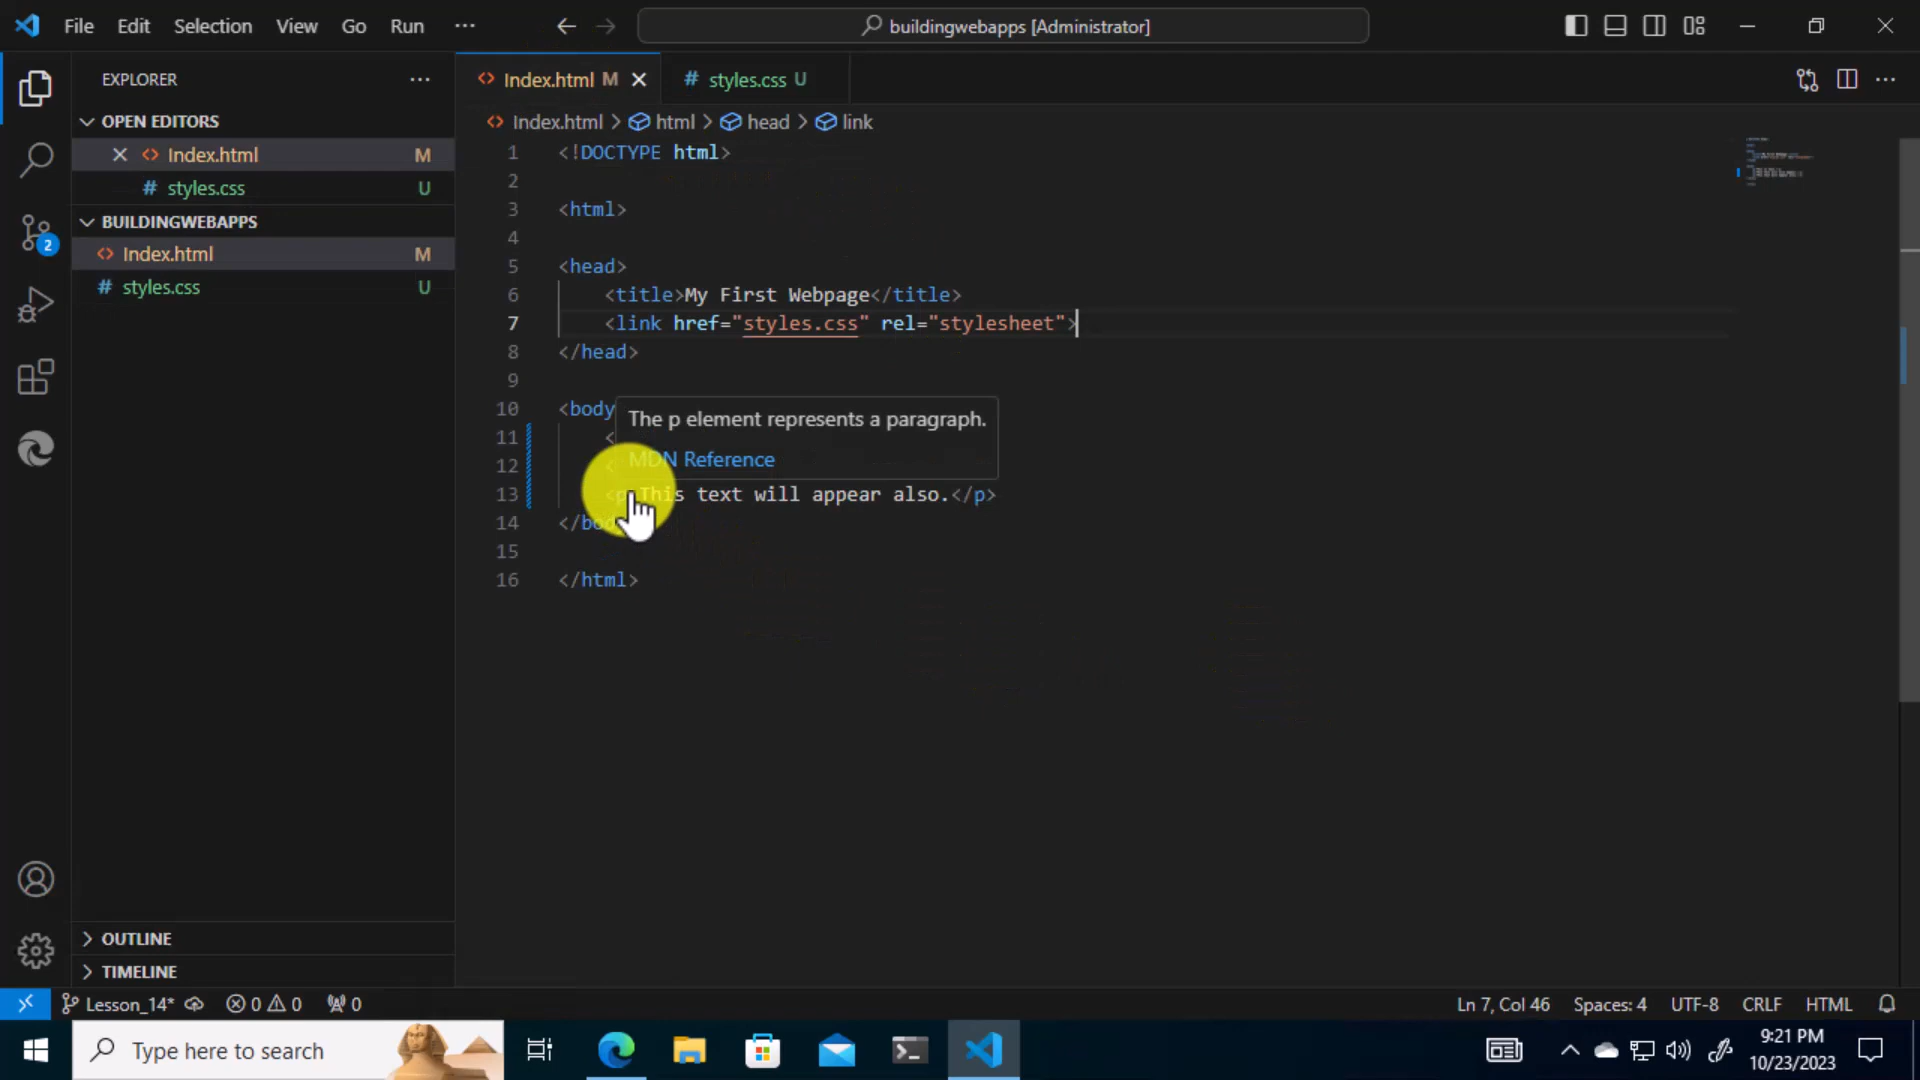 File Edit Selection View Go Run ··· buildingwebapps [Administrator]
EXPLORER ···
OPEN EDITORS
Index.html M
styles.css U
BUILDINGWEBAPPS
Index.html M
styles.css U
OUTLINE
TIMELINE
Index.html M styles.css U
Index.html > html > head > link
1 <!DOCTYPE html>
2
3 <html>
4
5 <head>
6 <title>My First Webpage</title>
7 <link href="styles.css" rel="stylesheet">
8 </head>
9
10 <body
The p element represents a paragraph.
11 <
MDN Reference
12
13 <p This text will appear also.</p>
14 </bod
15
16 </html>
2
Lesson_14* 0 0 0 Ln 7, Col 46 Spaces: 4 UTF-8 CRLF HTML
Type here to search
9:21 PM
10/23/2023